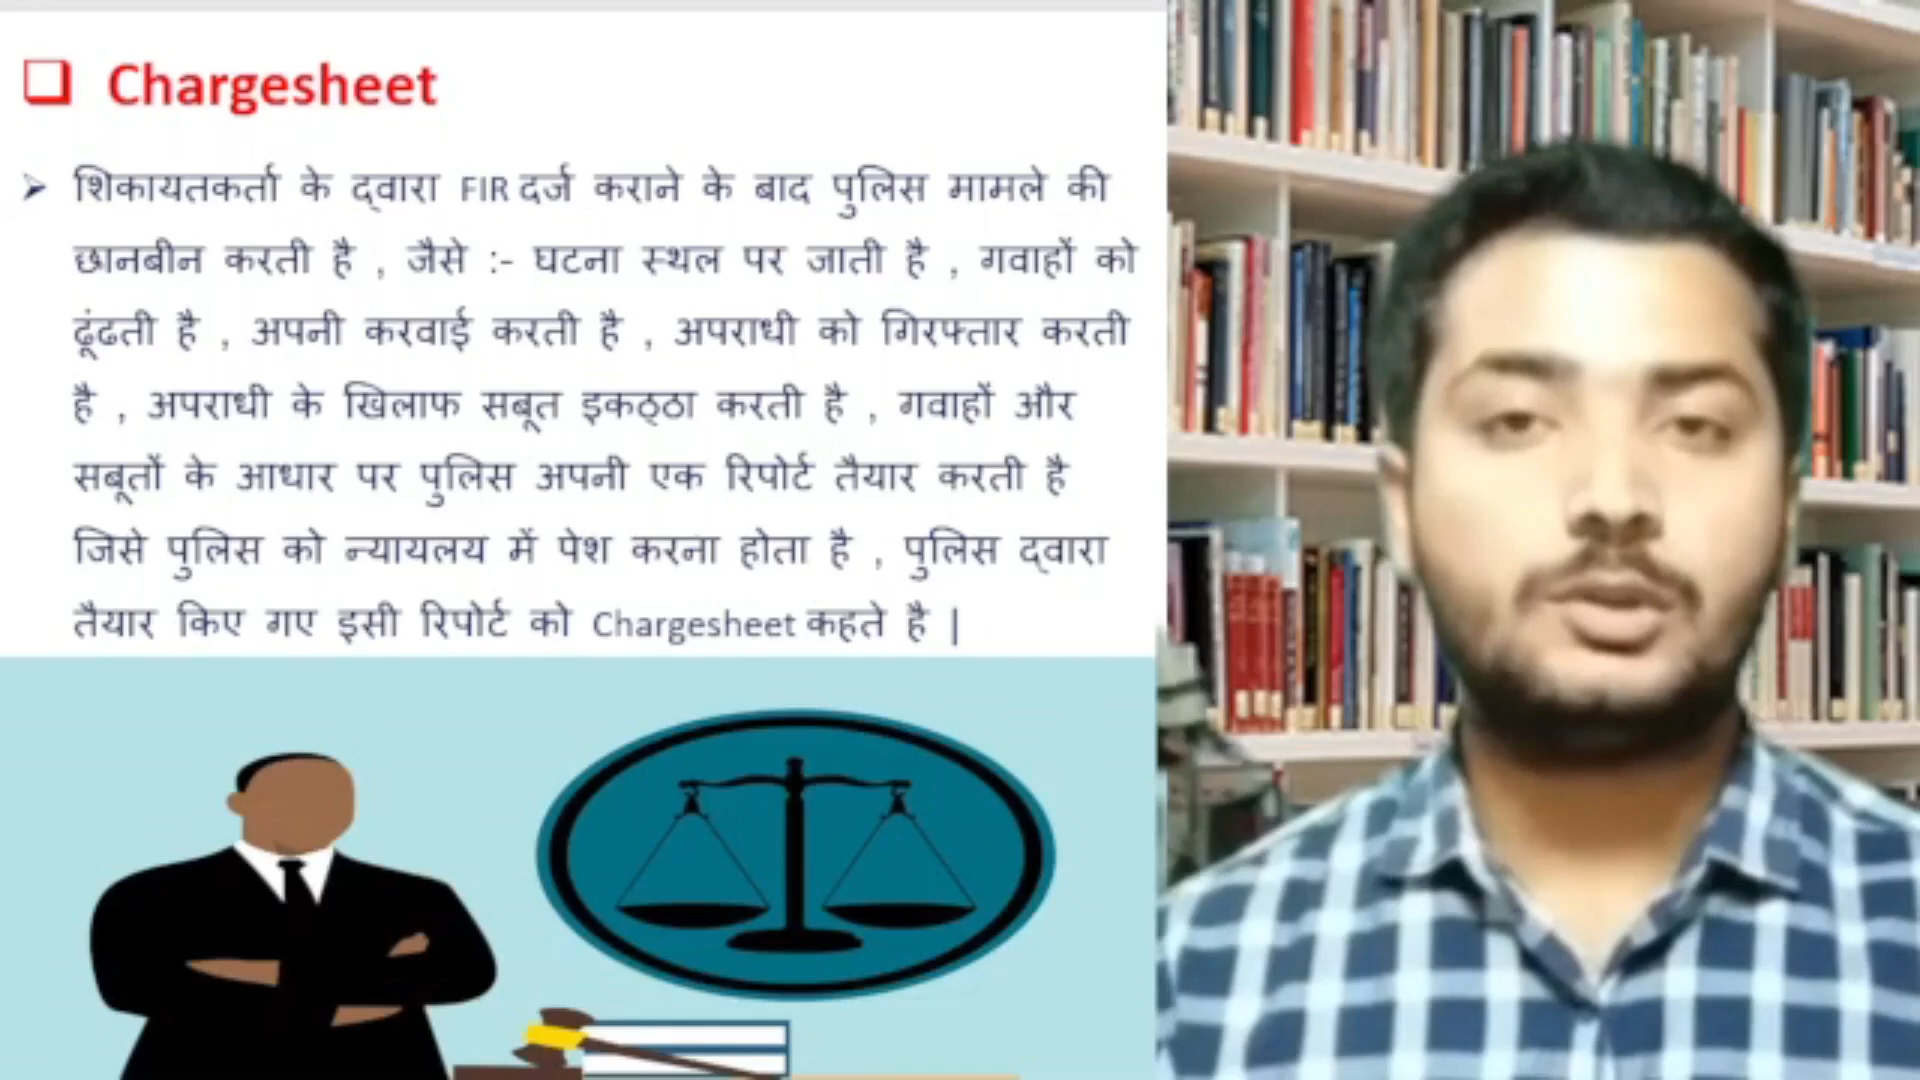 Chargesheet
शिकायतकर्ता के द्वारा FIR दर्ज कराने के बाद पुलिस मामले की
छानबीन करती है , जैसे :- घटना स्थल पर जाती है , गवाहों को
ढूंढती है , अपनी करवाई करती है , अपराधी को गिरफ्तार करती
है , अपराधी के खिलाफ सबूत इकठ्ठा करती है , गवाहों और
सबूतों के आधार पर पुलिस अपनी एक रिपोर्ट तैयार करती है
जिसे पुलिस को न्यायलय में पेश करना होता है , पुलिस द्वारा
तैयार किए गए इसी रिपोर्ट को Chargesheet कहते है |